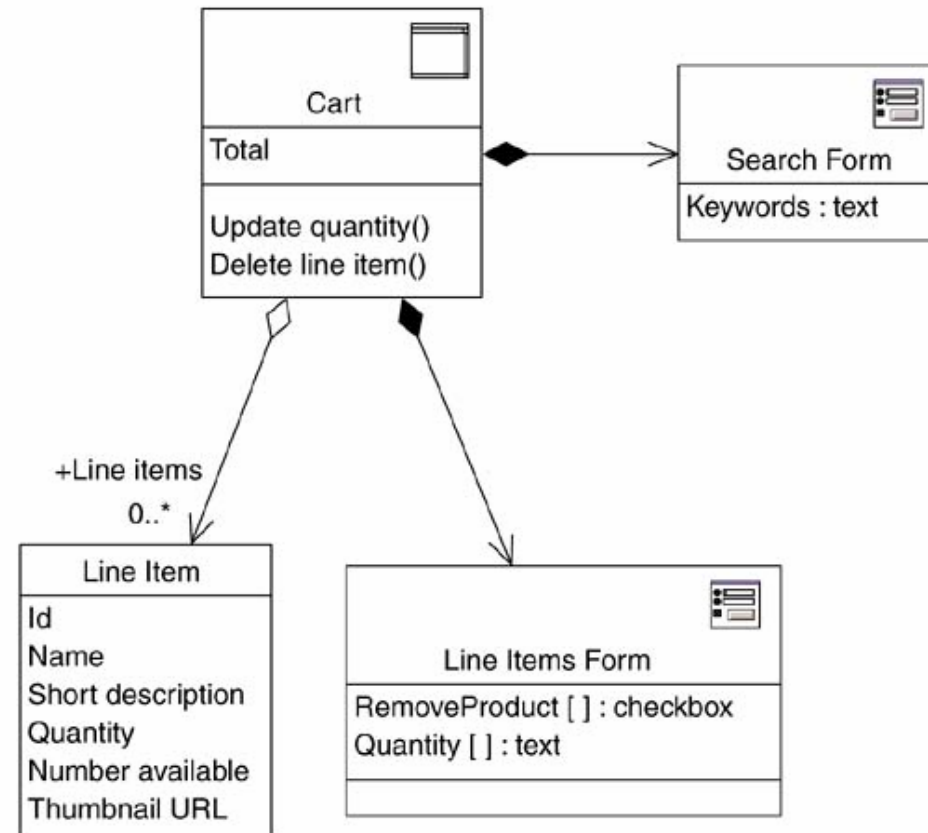 Cart
Total
Update quantity()
Delete line item()
Search Form
Keywords : text
+Line items
0..*
Line Item
Id
Name
Short description
Quantity
Number available
Thumbnail URL
Line Items Form
RemoveProduct [ ] : checkbox
Quantity [ ] : text